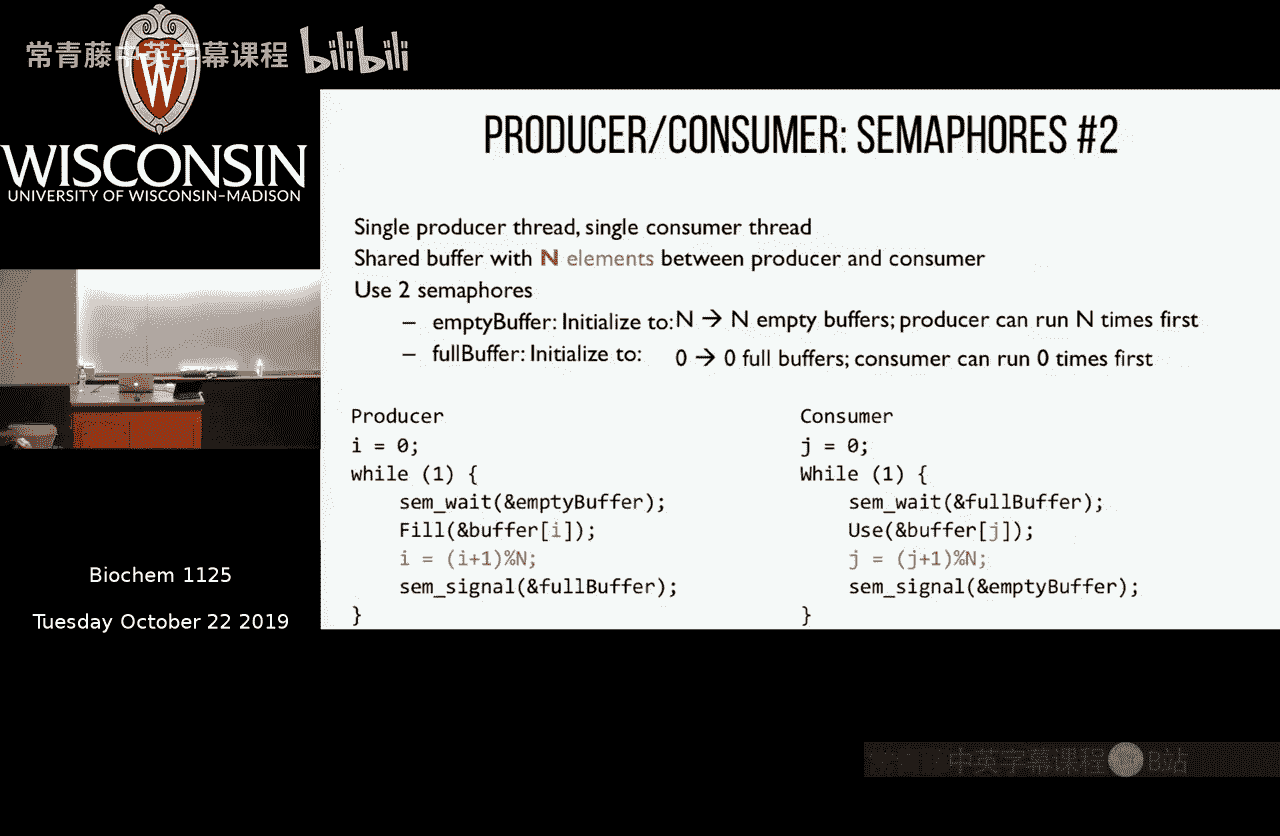 常青藤中英字幕课程 bilibili
W
WISCONSIN
UNIVERSITY OF WISCONSIN-MADISON
PRODUCER/CONSUMER: SEMAPHORES #2
Single producer thread, single consumer thread
Shared buffer with N elements between producer and consumer
Use 2 semaphores
– emptyBuffer: Initialize to: N → N empty buffers; producer can run N times first
– fullBuffer: Initialize to: 0 → 0 full buffers; consumer can run 0 times first
Producer
i = 0;
while (1) {
sem_wait(&emptyBuffer);
Fill(&buffer[i]);
i = (i+1)%N;
sem_signal(&fullBuffer);
}
Consumer
j = 0;
While (1) {
sem_wait(&fullBuffer);
Use(&buffer[j]);
j = (j+1)%N;
sem_signal(&emptyBuffer);
}
Biochem 1125
Tuesday October 22 2019
中英字幕课程 B站